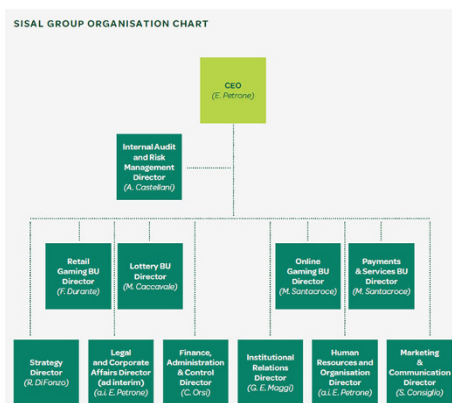 SISAL GROUP ORGANISATION CHART
CEO
(E. Petrone)
Internal Audit
and Risk
Management
Director
(A. Castellani)
Retail
Gaming BU
Director
(F. Durante)
Lottery BU
Director
(M. Caccavale)
Online
Gaming BU
Director
(M. Santacroce)
Payments
& Services BU
Director
(M. Santacroce)
Strategy
Director
(R. Di Fonzo)
Legal
and Corporate
Affairs Director
(ad interim)
(a.i. E. Petrone)
Finance,
Administration
& Control
Director
(C. Orsi)
Institutional
Relations
Director
(G. E. Maggi)
Human
Resources and
Organisation
Director
(a.i. E. Petrone)
Marketing
&
Communication
Director
(S. Consiglio)